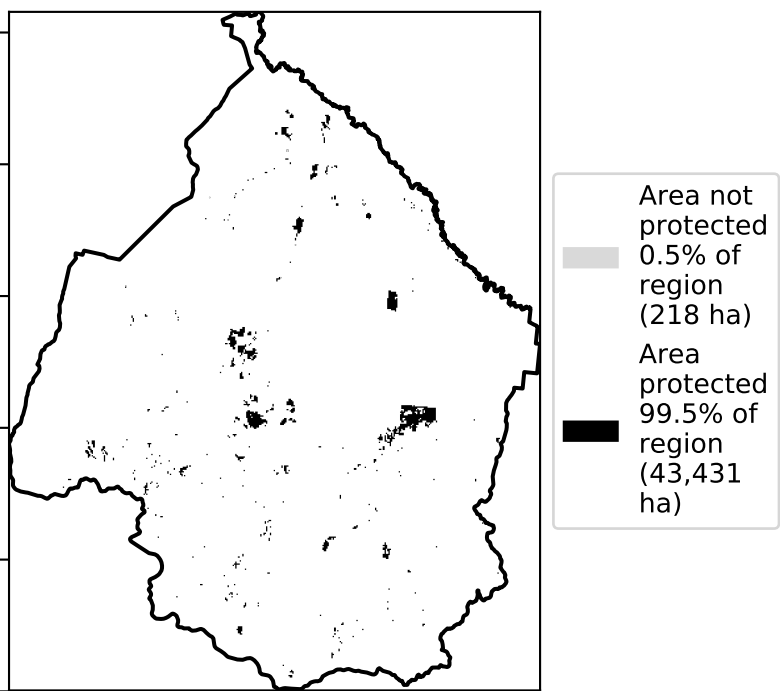 Area not
protected
0.5% of
region
(218 ha)
Area
protected
99.5% of
region
(43,431
ha)